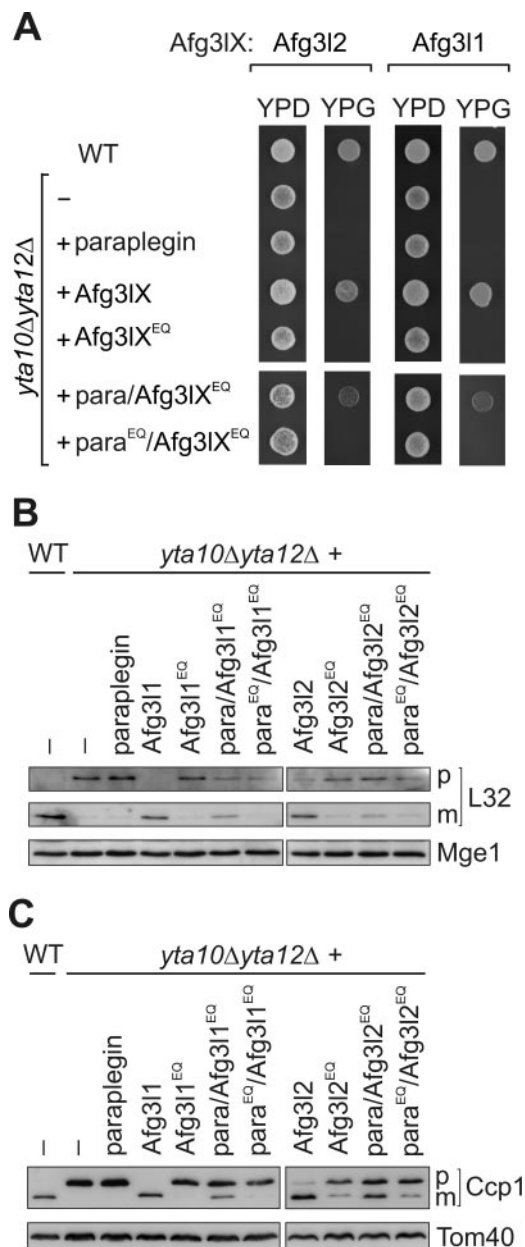 A
Afg3lX: Afg3l2 Afg3l1
YPD YPG YPD YPG
WT
yta10Δyta12Δ
–
+ paraplegin
+ Afg3lX
+ Afg3lX^EQ
+ para/Afg3lX^EQ
+ para^EQ/Afg3lX^EQ
B
WT yta10Δyta12Δ +
– – paraplegin Afg3l1 Afg3l1^EQ para/Afg3l1^EQ para^EQ/Afg3l1^EQ Afg3l2 Afg3l2^EQ para/Afg3l2^EQ para^EQ/Afg3l2^EQ
p
L32
m
Mge1
C
WT yta10Δyta12Δ +
– – paraplegin Afg3l1 Afg3l1^EQ para/Afg3l1^EQ para^EQ/Afg3l1^EQ Afg3l2 Afg3l2^EQ para/Afg3l2^EQ para^EQ/Afg3l2^EQ
p
Ccp1
m
Tom40